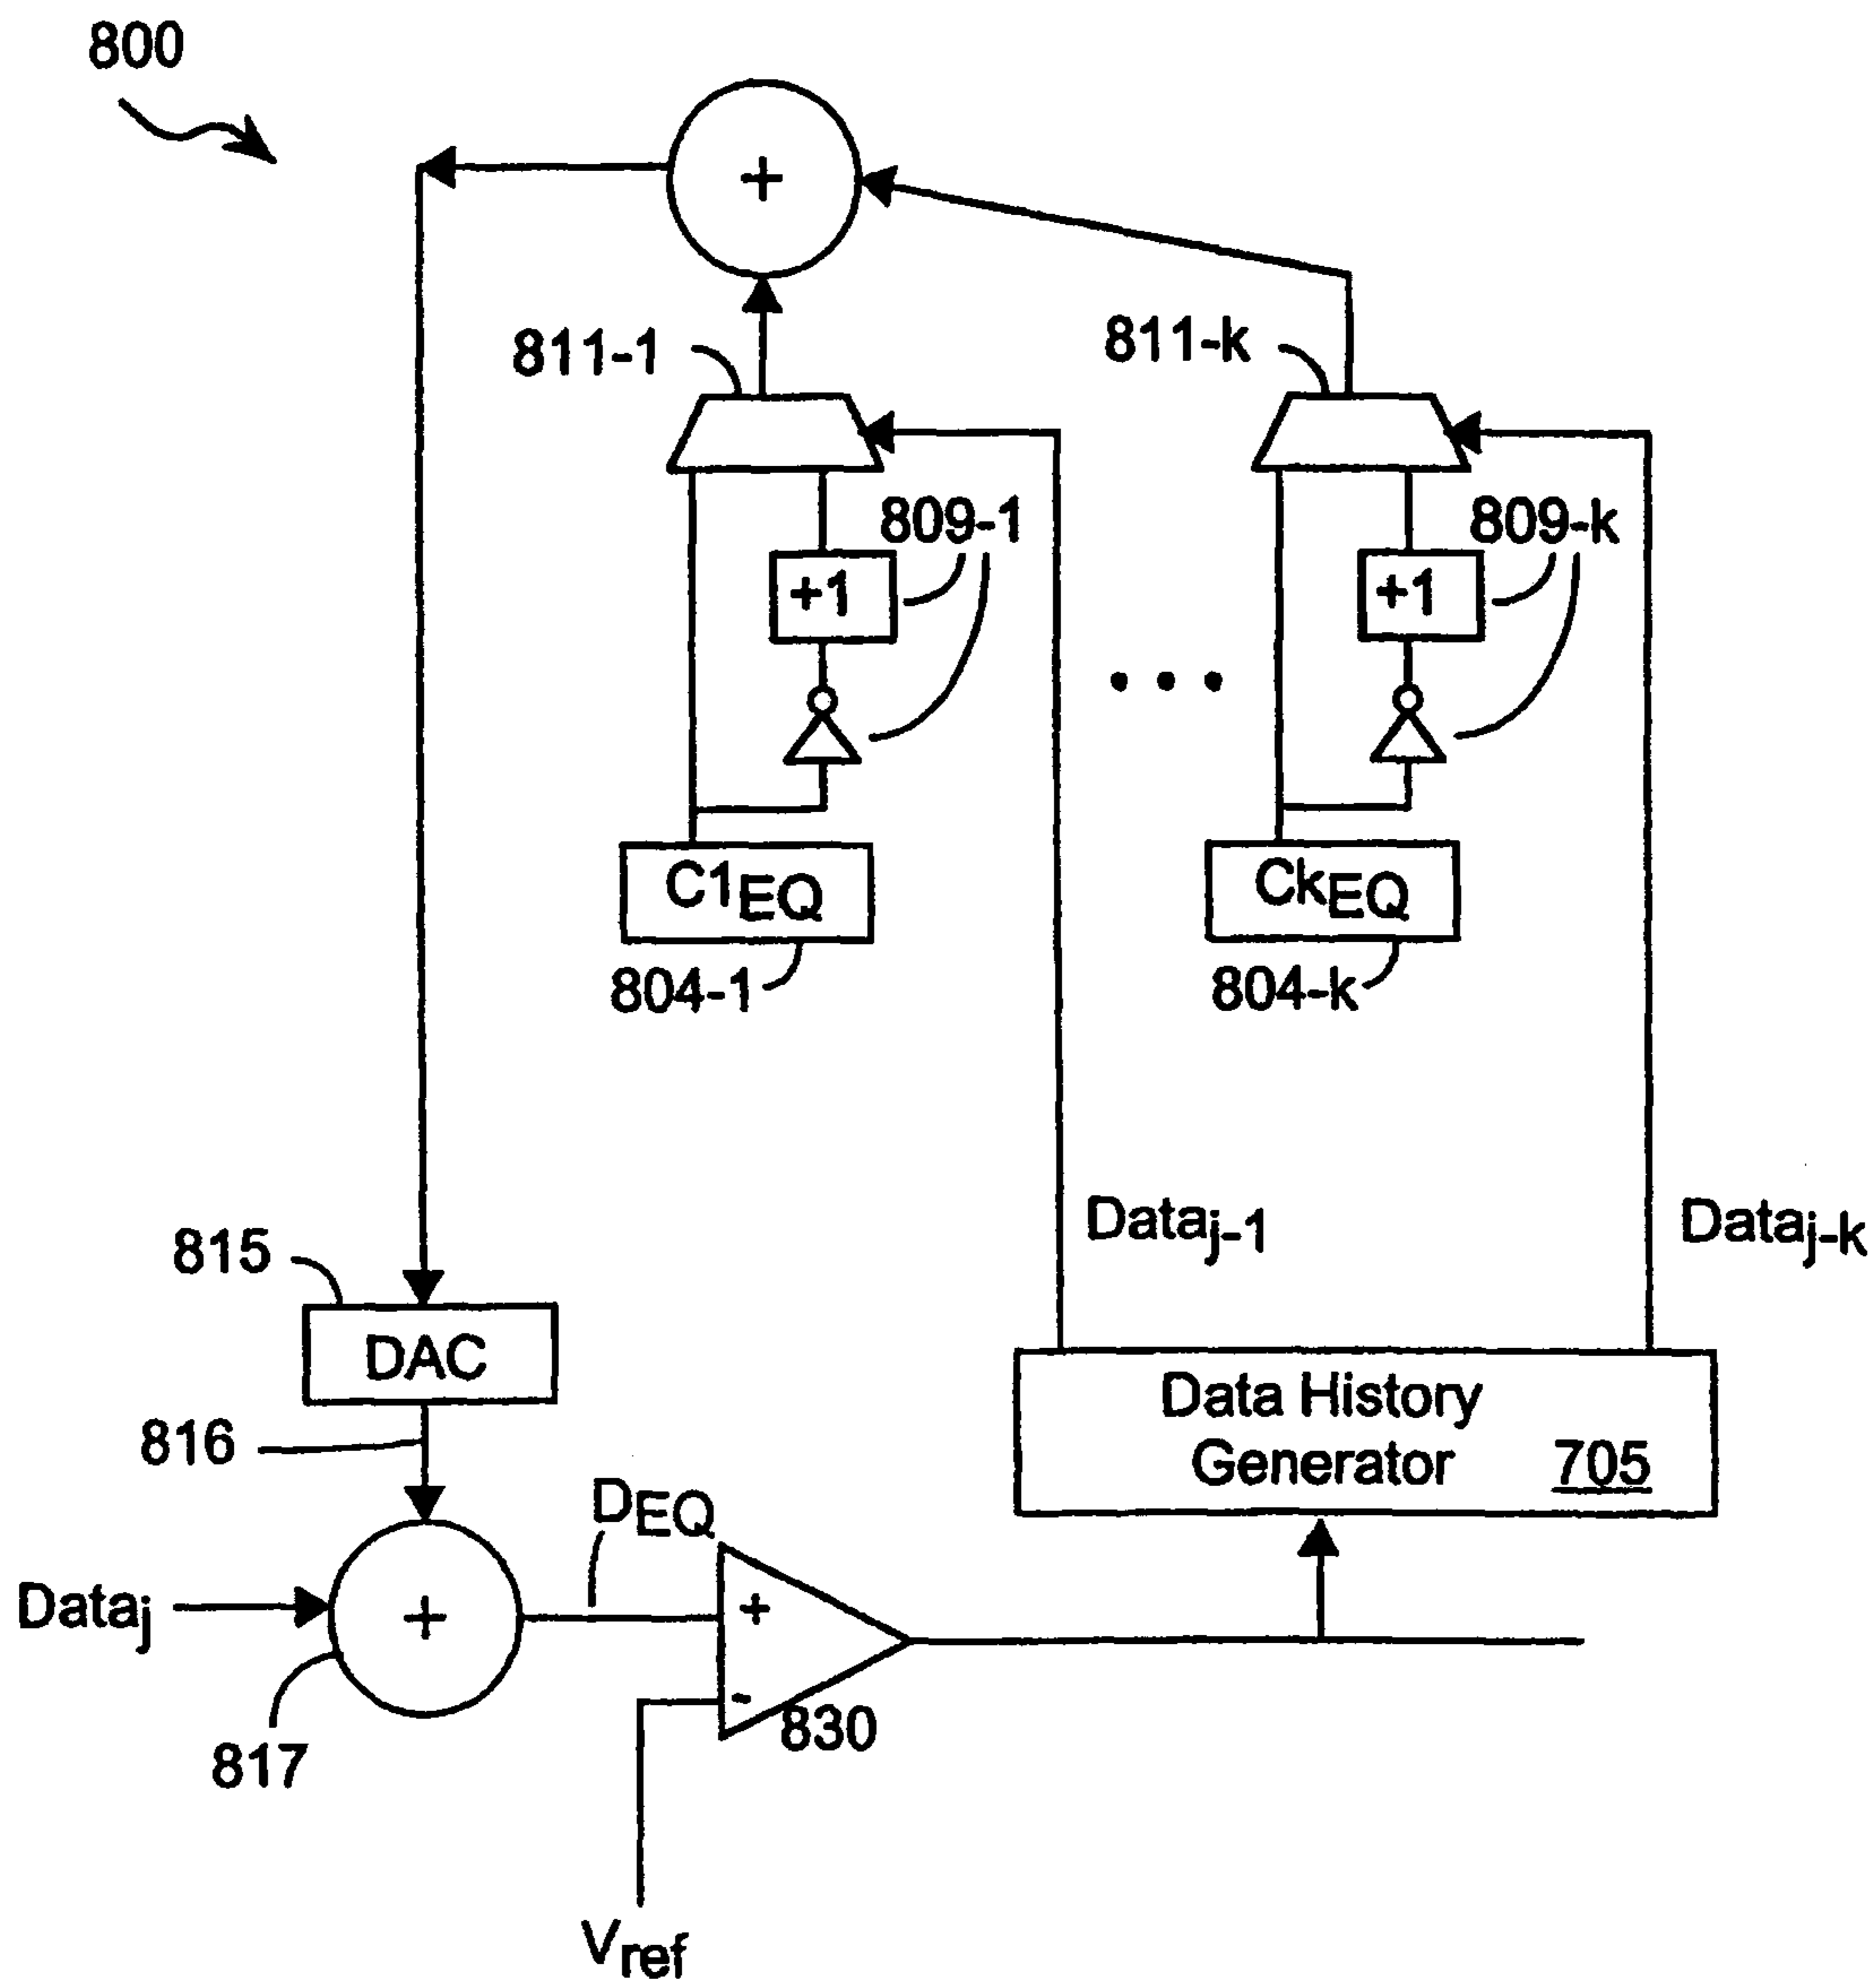 800
+
811-1
811-k
809-1
809-k
+1
+1
C1EQ
CkEQ
804-1
804-k
Dataj-1
Dataj-k
815
DAC
Data History
Generator 705
816
DEQ
Dataj
+
+
-
830
817
Vref